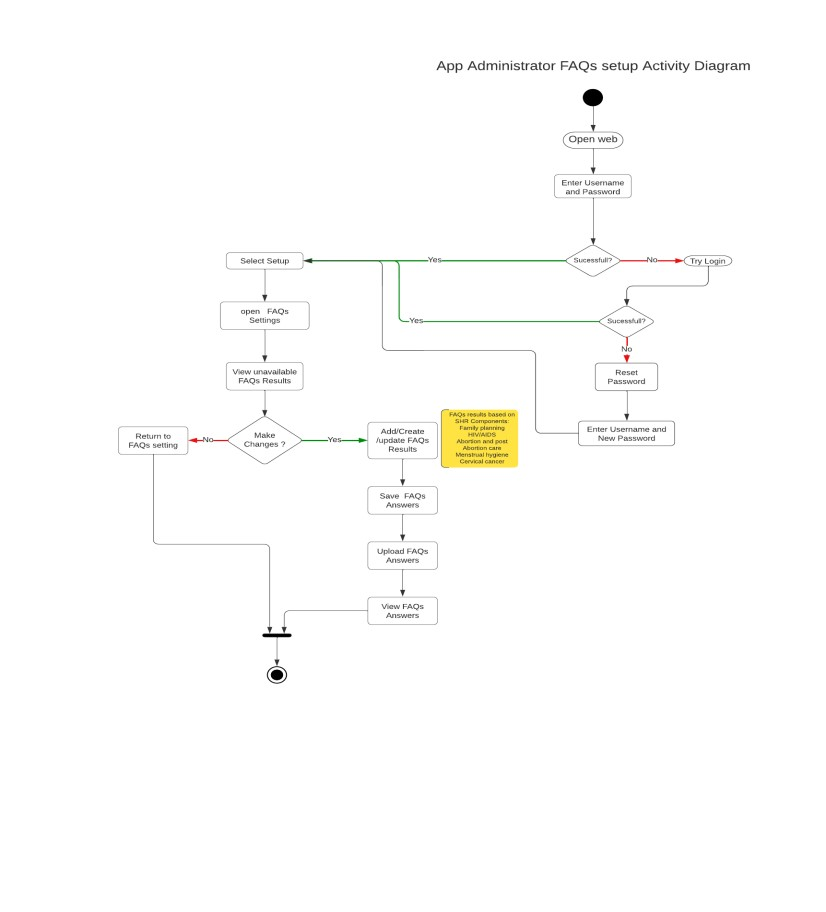 App Administrator FAQs setup Activity Diagram
Open web
Enter Username
and Password
Sucessfull?
No
Try Login
Yes
Select Setup
Sucessfull?
Yes
No
open FAQs
Settings
View unavailable
FAQs Results
Reset
Password
Enter Username and
New Password
Make
Changes ?
No
Return to
FAQs setting
Yes
Add/Create
/update FAQs
Results
FAQs results based on
SHR Components:
Family planning
HIV/AIDS
Abortion and post
Abortion care
Menstrual hygiene
Cervical cancer
Save FAQs
Answers
Upload FAQs
Answers
View FAQs
Answers